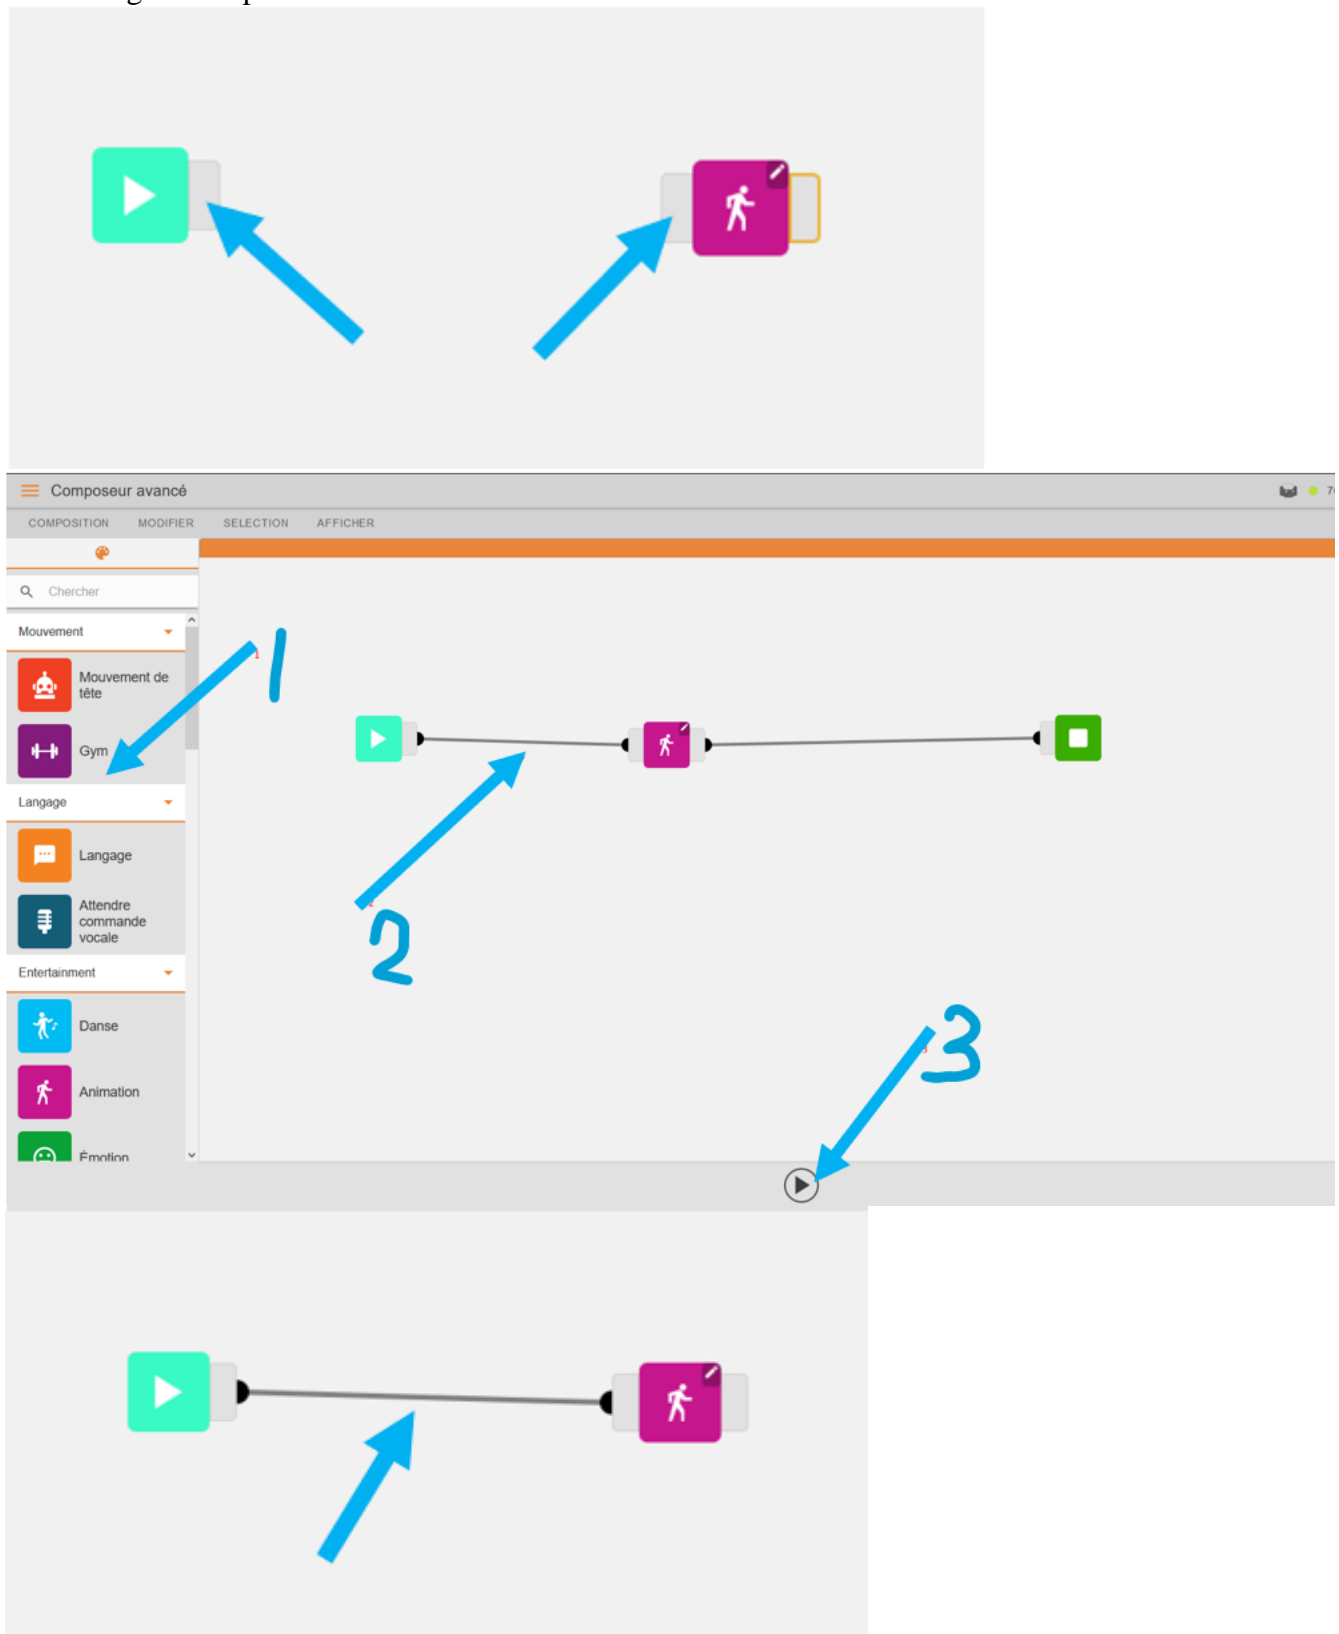 Composeur avancé
COMPOSITION MODIFIER SELECTION AFFICHER
Chercher
Mouvement
1
Mouvement de
tête
Gym
Langage
Langage
2
Attendre
commande
vocale
Entertainment
3
Danse
Animation
Émotion